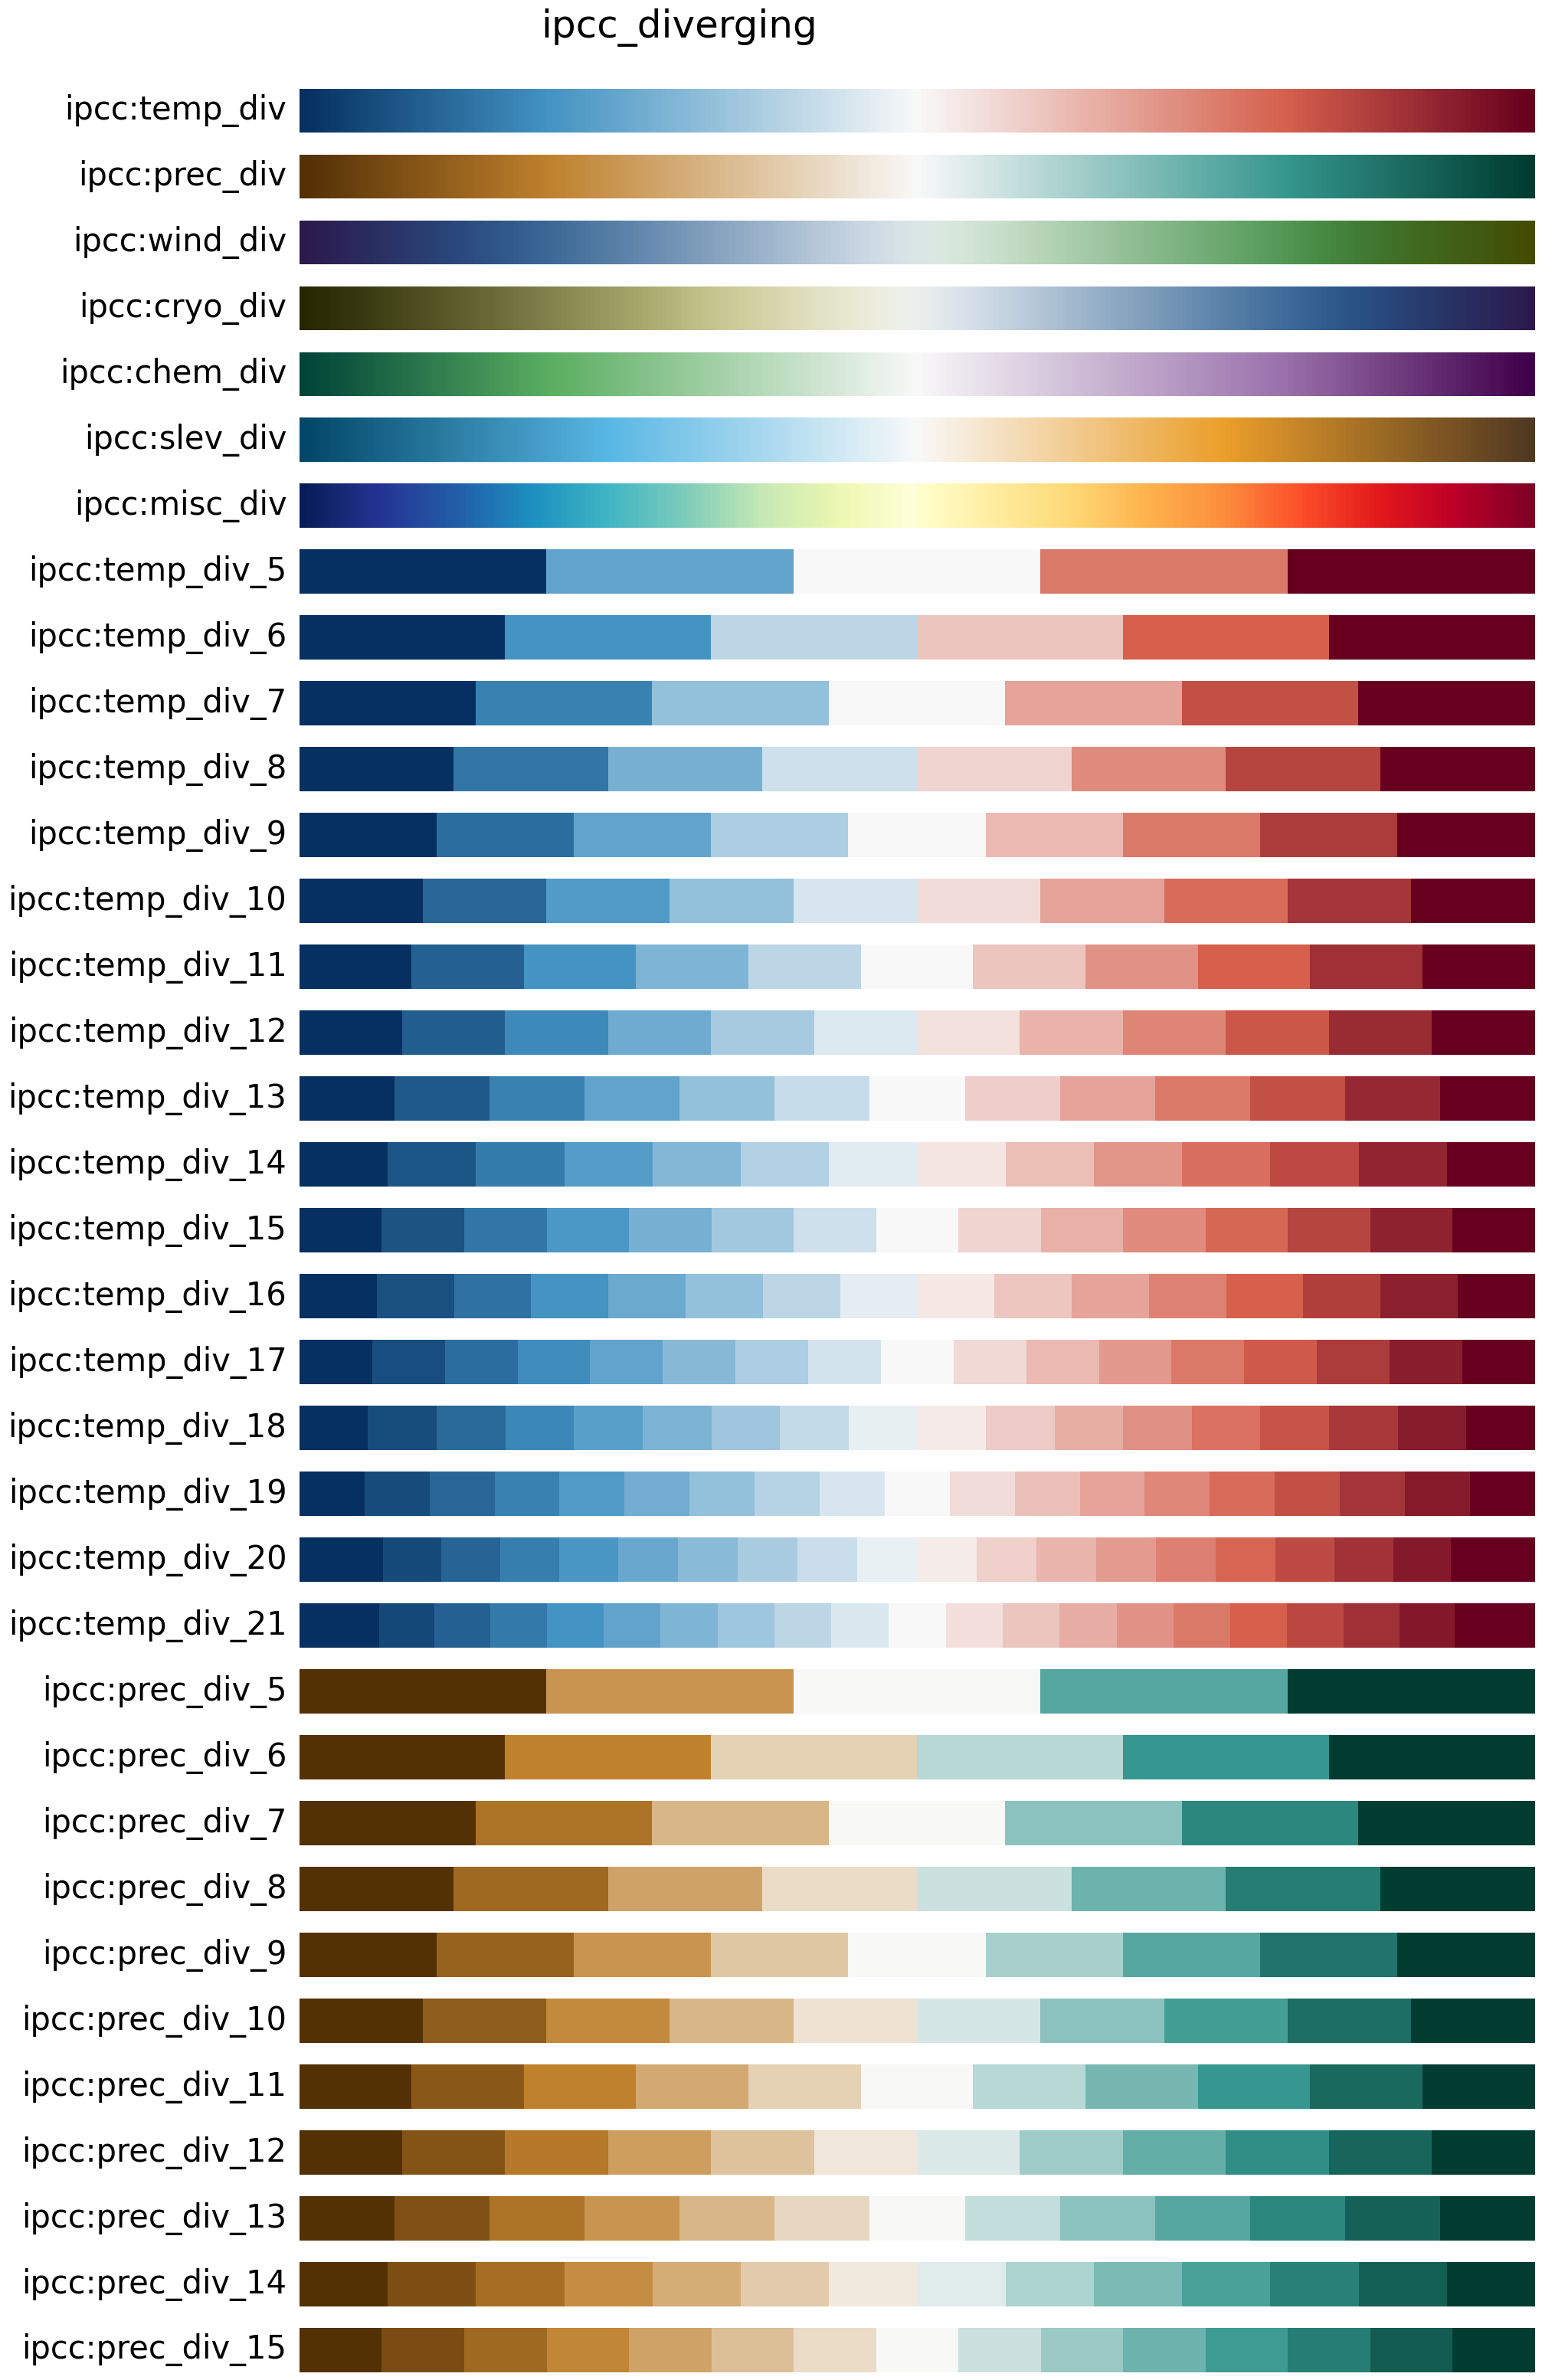 ipcc_diverging
ipcc:temp_div
ipcc:prec_div
ipcc:wind_div
ipcc:cryo_div
ipcc:chem_div
ipcc:slev_div
ipcc:misc_div
ipcc:temp_div_5
ipcc:temp_div_6
ipcc:temp_div_7
ipcc:temp_div_8
ipcc:temp_div_9
ipcc:temp_div_10
ipcc:temp_div_11
ipcc:temp_div_12
ipcc:temp_div_13
ipcc:temp_div_14
ipcc:temp_div_15
ipcc:temp_div_16
ipcc:temp_div_17
ipcc:temp_div_18
ipcc:temp_div_19
ipcc:temp_div_20
ipcc:temp_div_21
ipcc:prec_div_5
ipcc:prec_div_6
ipcc:prec_div_7
ipcc:prec_div_8
ipcc:prec_div_9
ipcc:prec_div_10
ipcc:prec_div_11
ipcc:prec_div_12
ipcc:prec_div_13
ipcc:prec_div_14
ipcc:prec_div_15